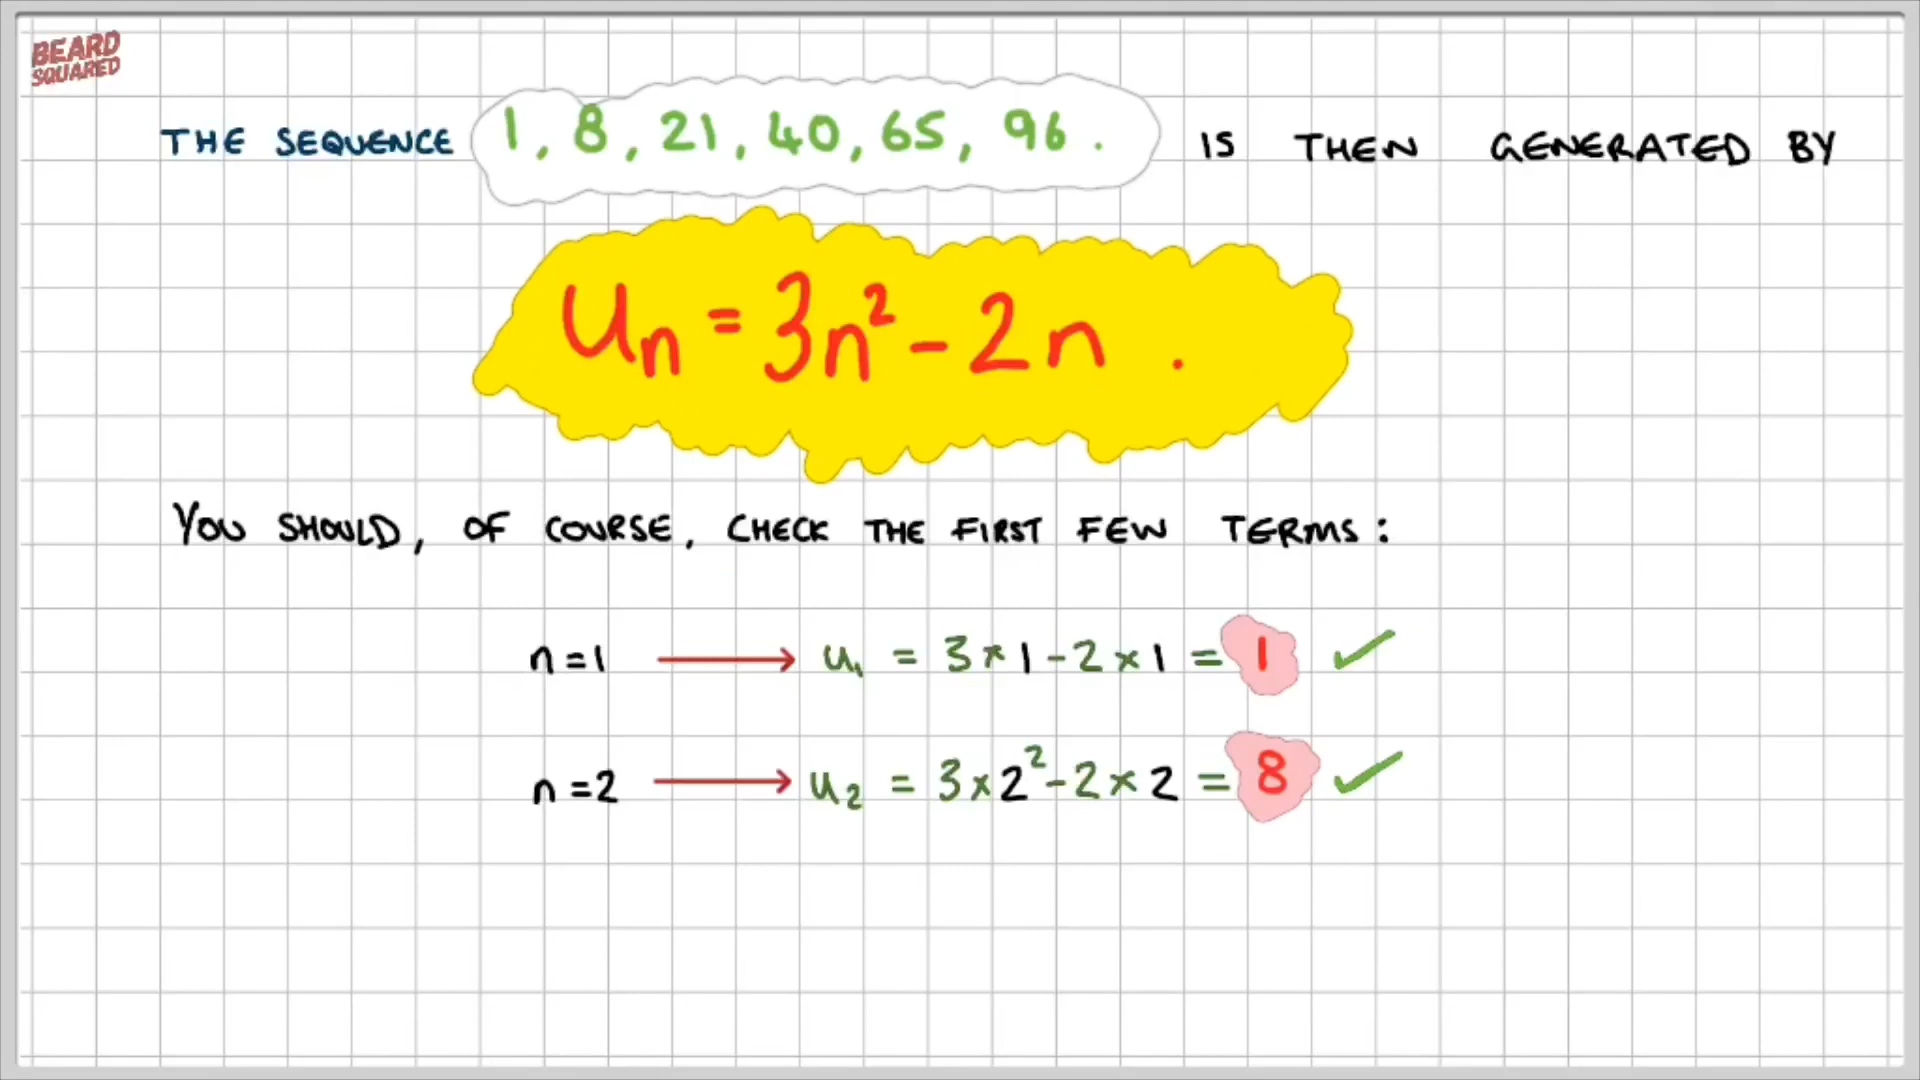 BEARD
SQUARED
THE SEQUENCE 1, 8, 21, 40, 65, 96. IS THEN GENERATED BY
Uₙ = 3n² - 2n .
YOU SHOULD, OF COURSE, CHECK THE FIRST FEW TERMS:
n=1 → u₁ = 3×1-2×1 = 1 ✓
n=2 → u₂ = 3×2²-2×2 = 8 ✓